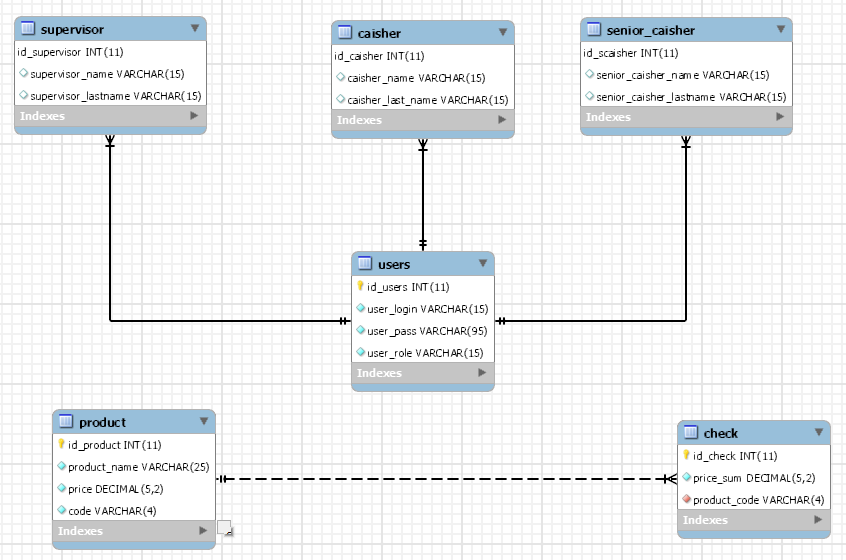 supervisor
id_supervisor INT(11)
supervisor_name VARCHAR(15)
supervisor_lastname VARCHAR(15)
Indexes
caisher
id_caisher INT(11)
caisher_name VARCHAR(15)
caisher_last_name VARCHAR(15)
Indexes
senior_caisher
id_scaisher INT(11)
senior_caisher_name VARCHAR(15)
senior_caisher_lastname VARCHAR(15)
Indexes
users
id_users INT(11)
user_login VARCHAR(15)
user_pass VARCHAR(95)
user_role VARCHAR(15)
Indexes
product
id_product INT(11)
product_name VARCHAR(25)
price DECIMAL(5,2)
code VARCHAR(4)
Indexes
check
id_check INT(11)
price_sum DECIMAL(5,2)
product_code VARCHAR(4)
Indexes